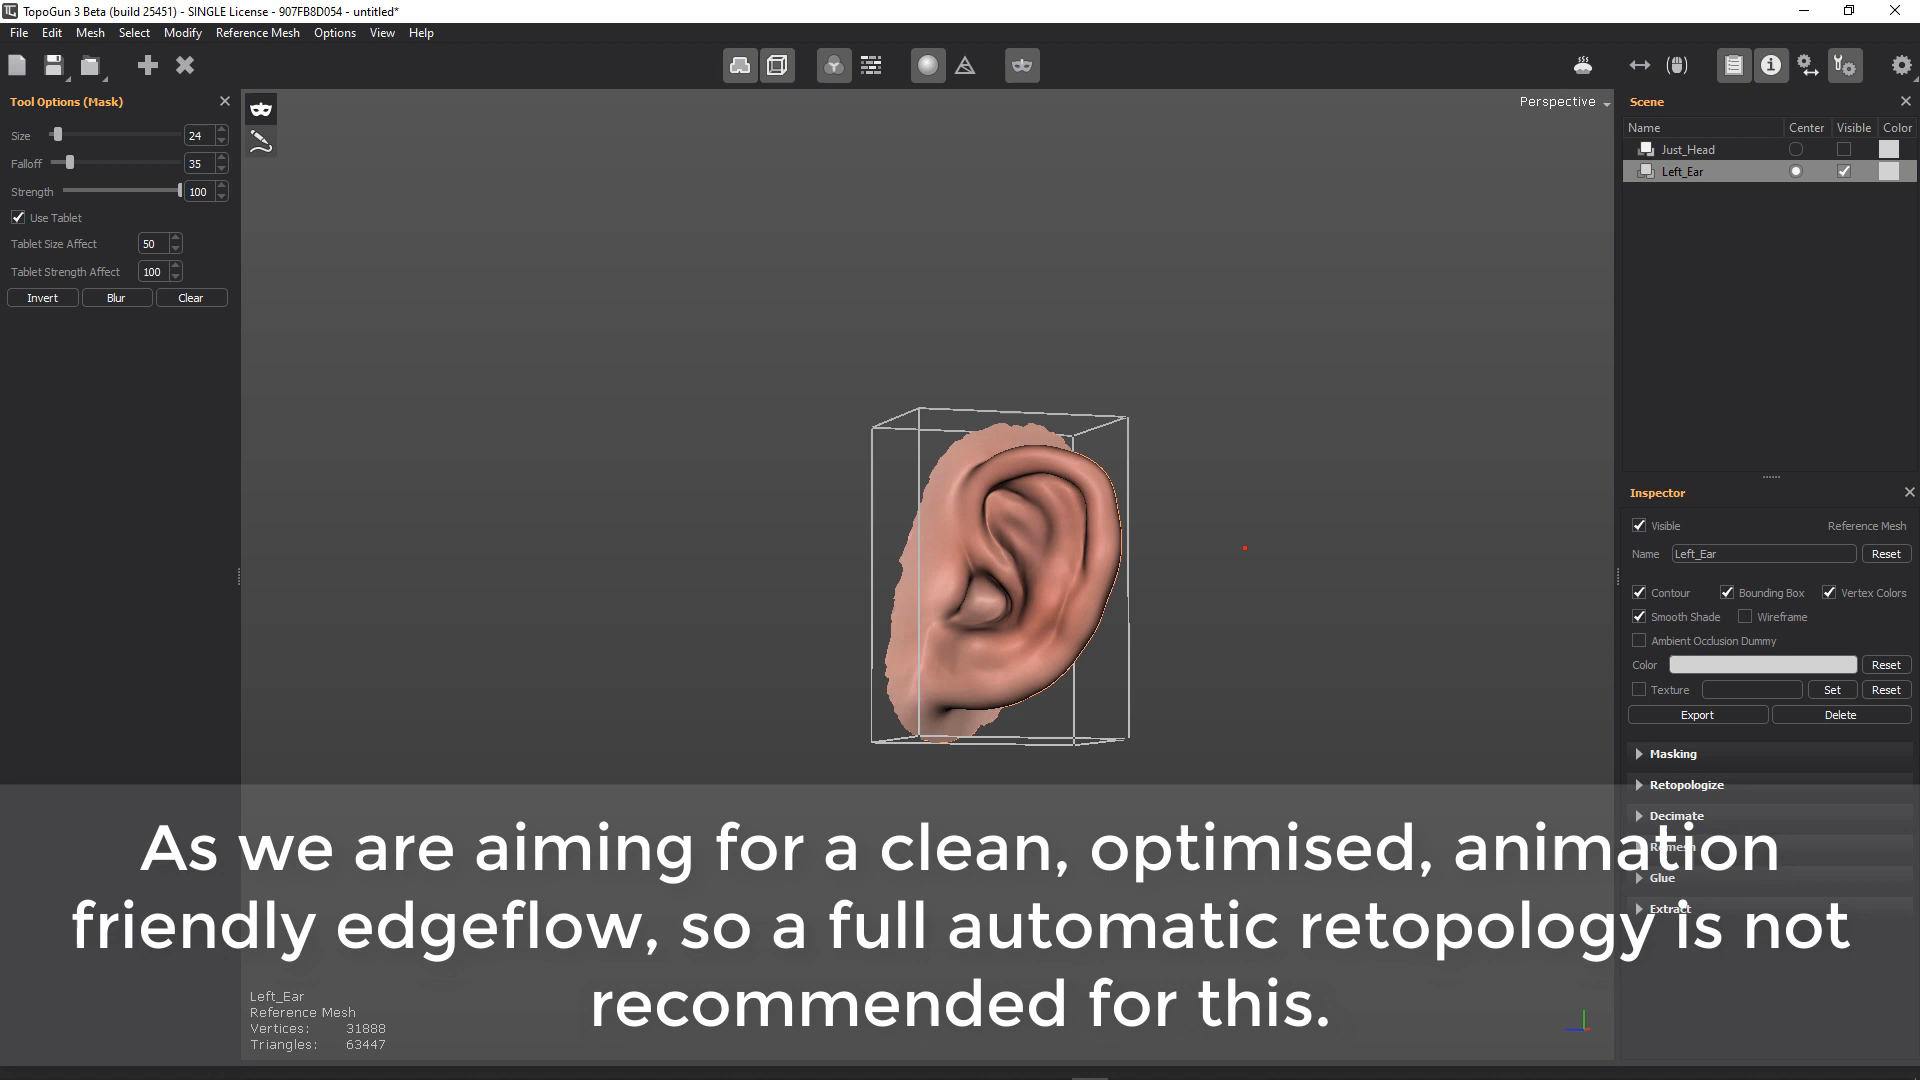 TopoGun 3 Beta (build 25451) - SINGLE License - 907FB8D054 - untitled*
File Edit Mesh Select Modify Reference Mesh Options View Help
Tool Options (Mask)
Size 24
Falloff 35
Strength 100
Use Tablet
Tablet Size Affect 50
Tablet Strength Affect 100
Invert Blur Clear
Perspective
Scene
Name Center Visible Color
Just_Head
Left_Ear
Inspector
Visible Reference Mesh
Name Left_Ear Reset
Contour Bounding Box Vertex Colors
Smooth Shade Wireframe
Ambient Occlusion Dummy
Color Reset
Texture Set Reset
Export Delete
Masking
Retopologize
Decimate
Remesh
Glue
Extract
As we are aiming for a clean, optimised, animation
friendly edgeflow, so a full automatic retopology is not
recommended for this.
Left_Ear
Reference Mesh
Vertices: 31888
Triangles: 63447